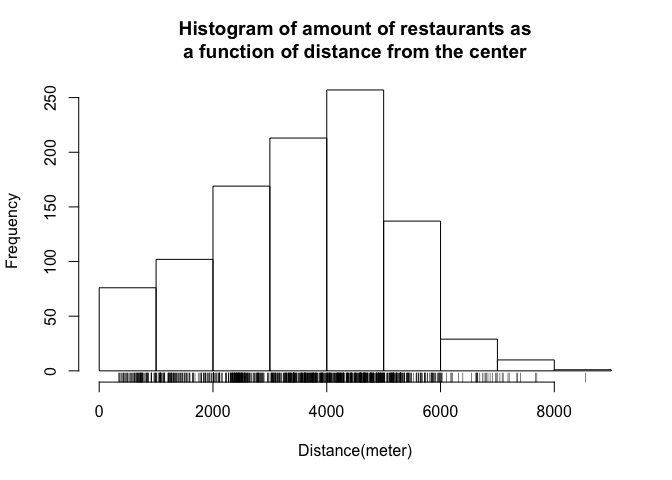 Histogram of amount of restaurants as
a function of distance from the center
Frequency
250
200
150
100
50
0
0 2000 4000 6000 8000
Distance(meter)